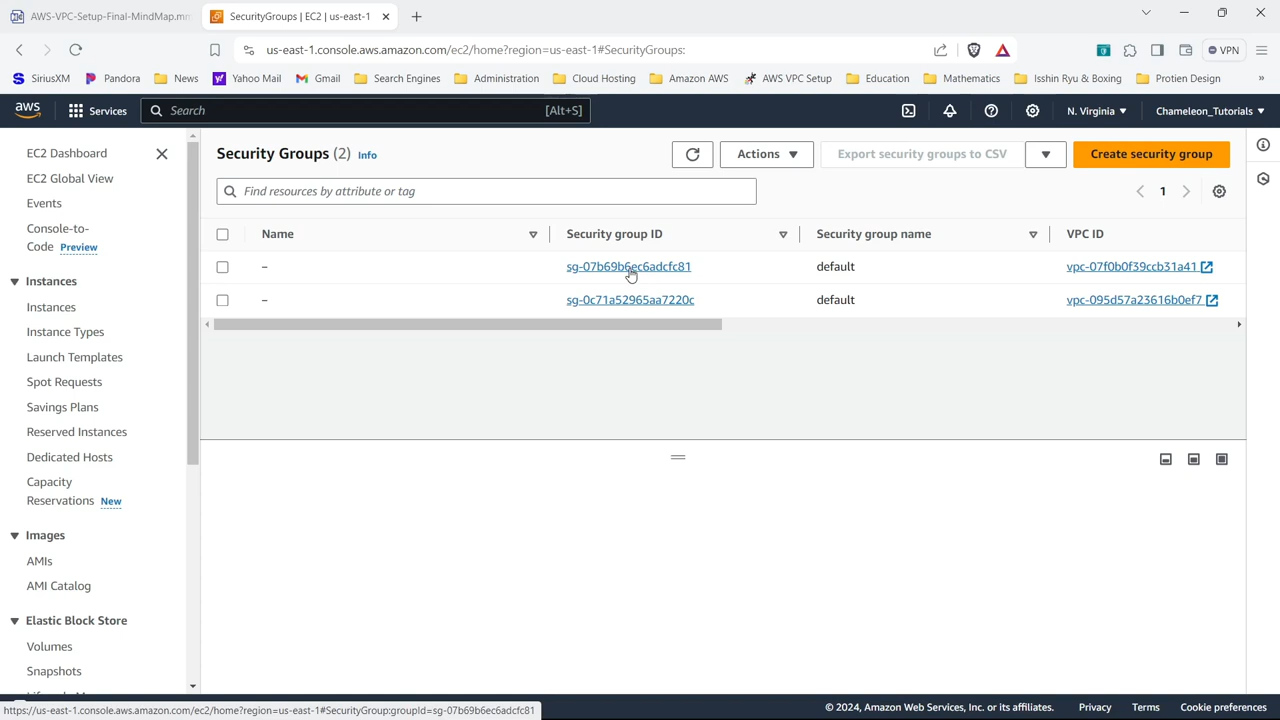 AWS-VPC-Setup-Final-MindMap.mm
SecurityGroups | EC2 | us-east-1
us-east-1.console.aws.amazon.com/ec2/home?region=us-east-1#SecurityGroups:
VPN
SiriusXM
Pandora
News
Yahoo Mail
Gmail
Search Engines
Administration
Cloud Hosting
Amazon AWS
AWS VPC Setup
Education
Mathematics
Isshin Ryu & Boxing
Protien Design
»
aws
Services
Search
[Alt+S]
N. Virginia
Chameleon_Tutorials
EC2 Dashboard
EC2 Global View
Events
Console-to-
Code Preview
Instances
Instances
Instance Types
Launch Templates
Spot Requests
Savings Plans
Reserved Instances
Dedicated Hosts
Capacity
Reservations New
Images
AMIs
AMI Catalog
Elastic Block Store
Volumes
Snapshots
Security Groups (2) Info
Actions
Export security groups to CSV
Create security group
Find resources by attribute or tag
1
Name
Security group ID
Security group name
VPC ID
– sg-07b69b6ec6adcfc81 default vpc-07f0b0f39ccb31a41
– sg-0c71a52965aa7220c default vpc-095d57a23616b0ef7
https://us-east-1.console.aws.amazon.com/ec2/home?region=us-east-1#SecurityGroup:groupId=sg-07b69b6ec6adcfc81
© 2024, Amazon Web Services, Inc. or its affiliates.
Privacy
Terms
Cookie preferences